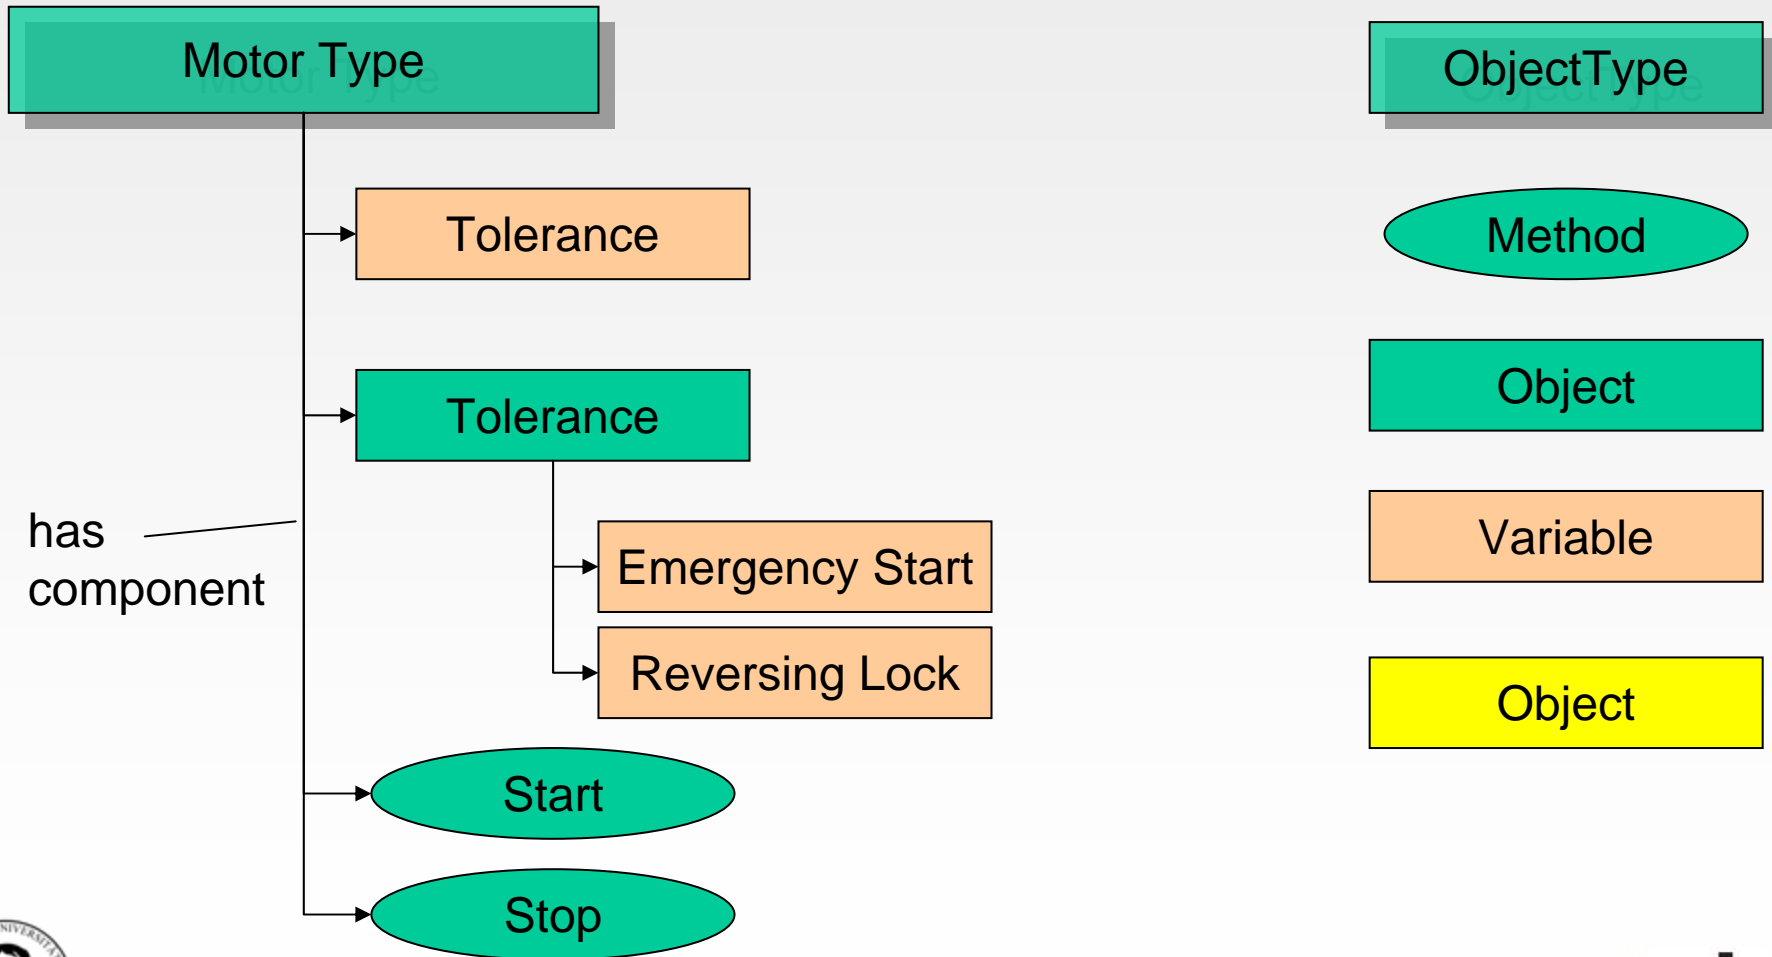 Motor Type
Tolerance
Tolerance
has
component
Emergency Start
Reversing Lock
Start
Stop
ObjectType
Method
Object
Variable
Object